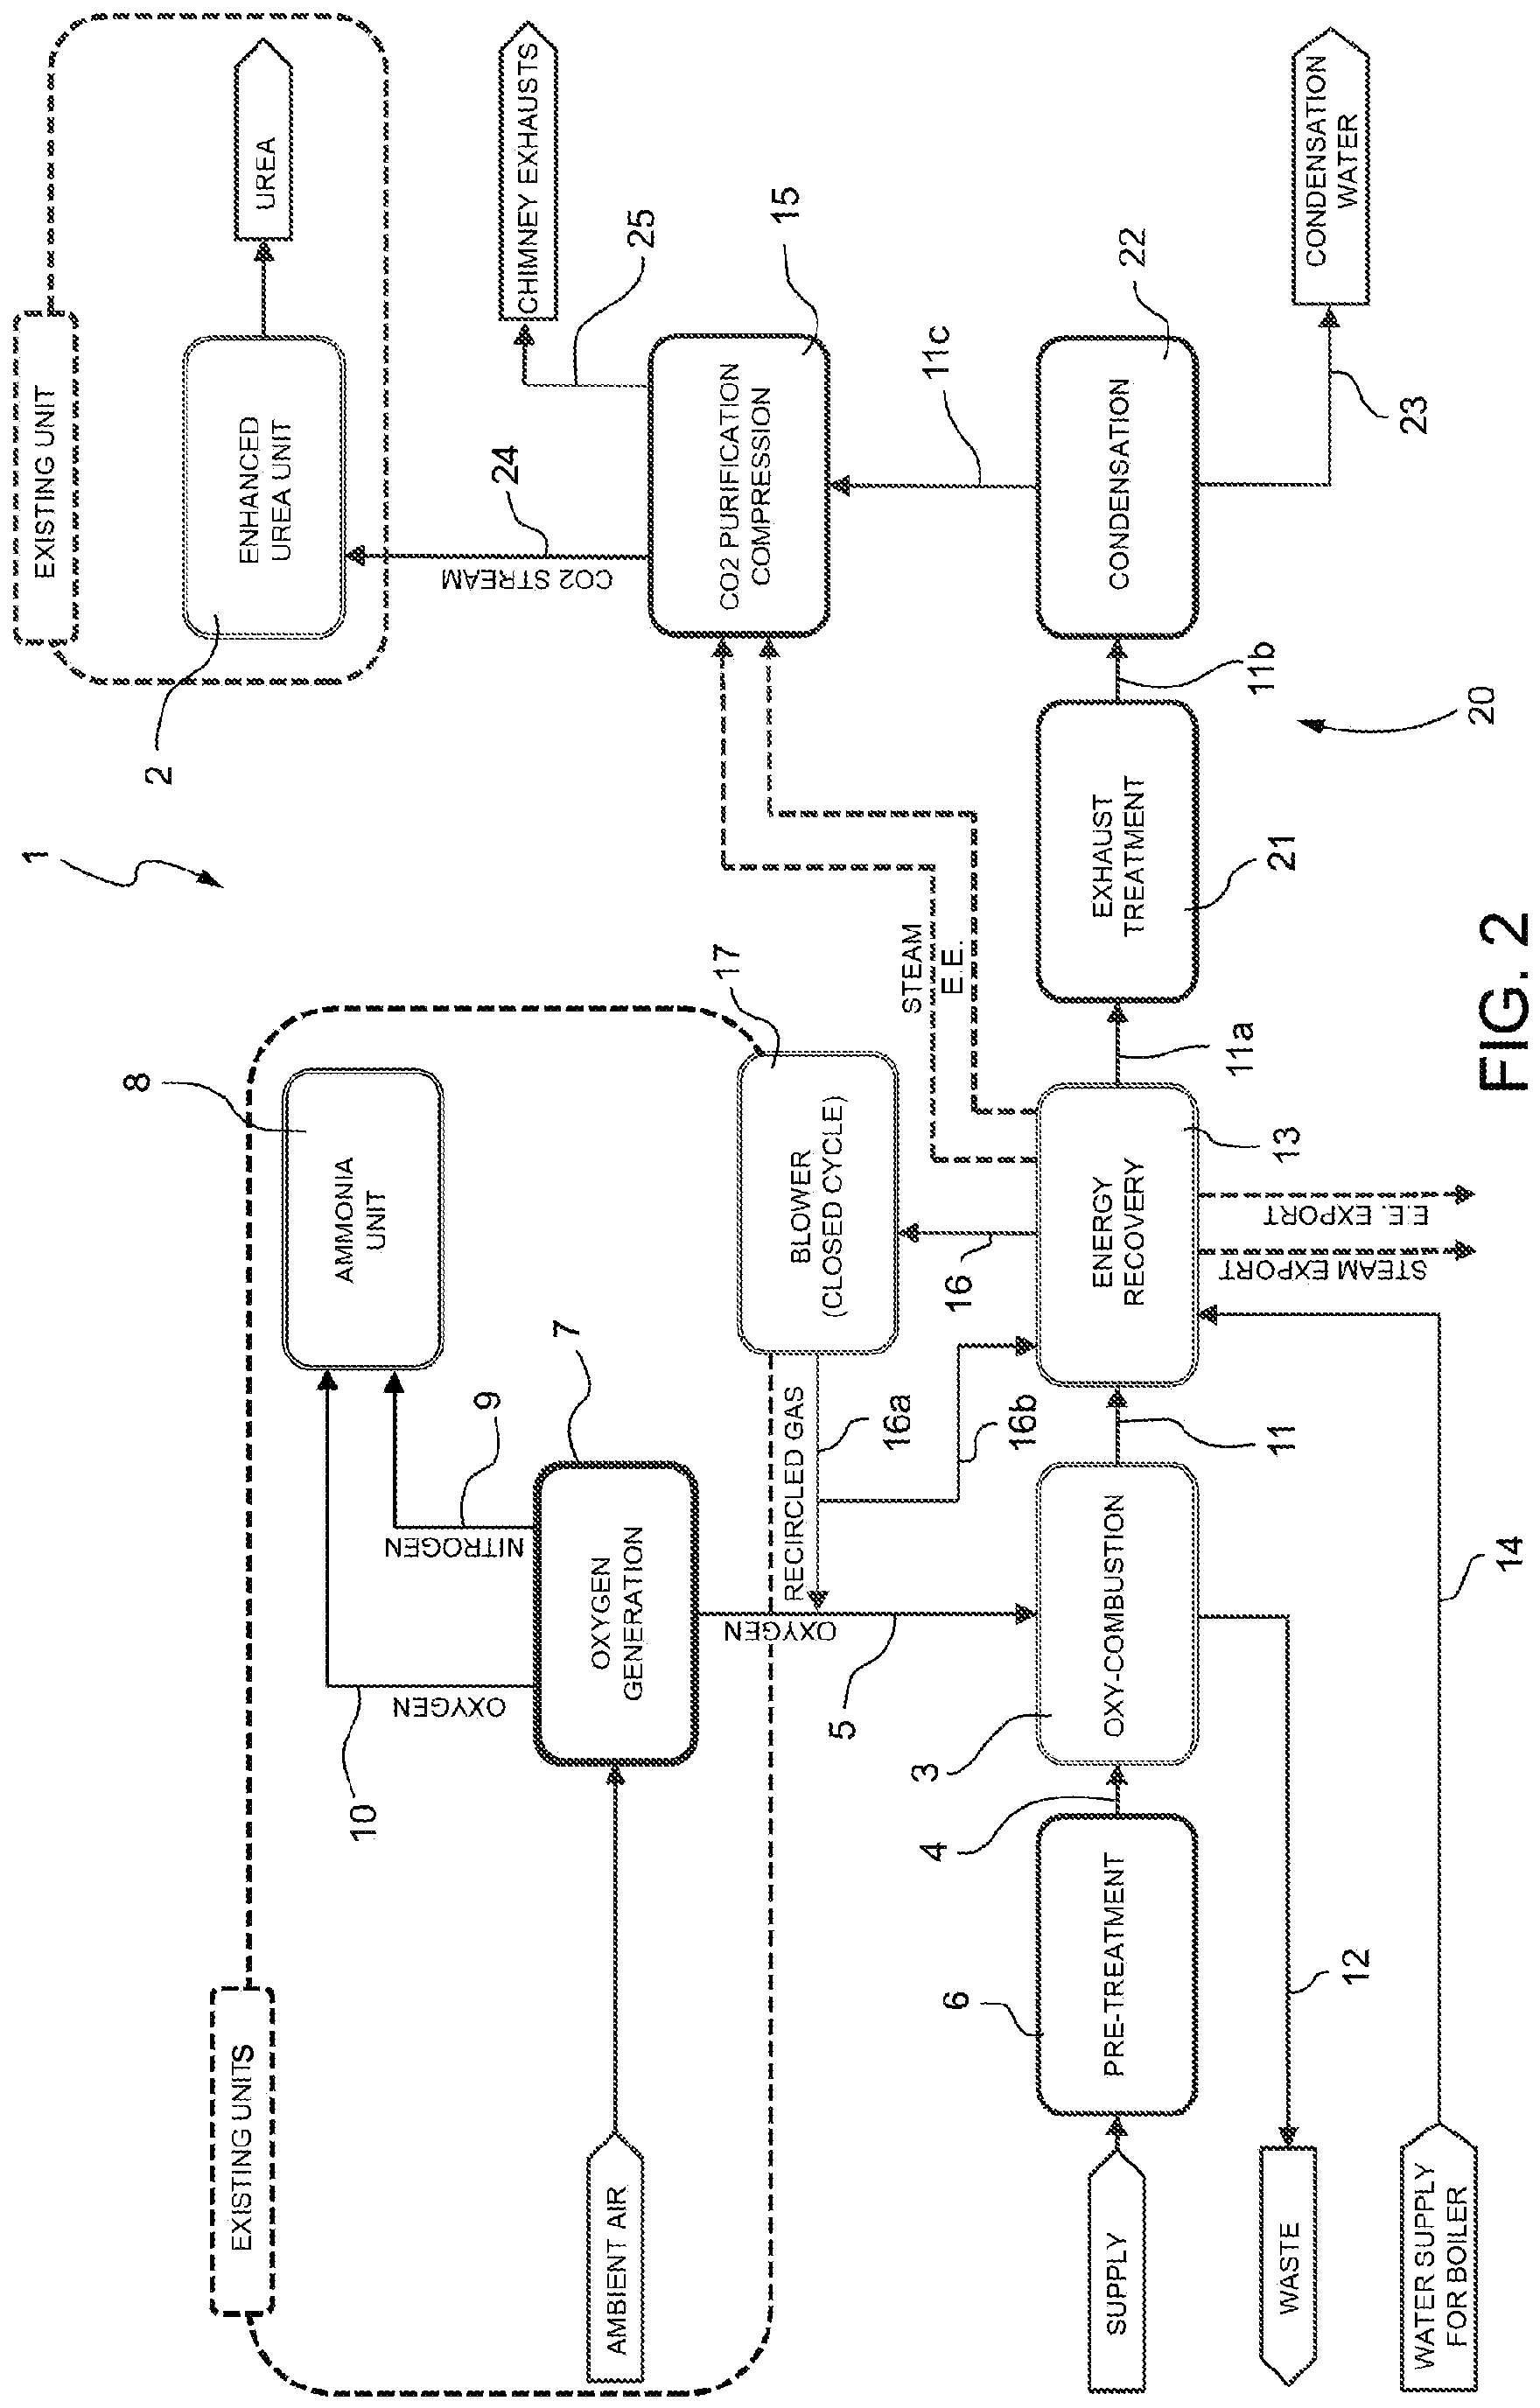 1
EXISTING UNITS
EXISTING UNIT
8
AMMONIA
UNIT
2
ENHANCED
UREA UNIT
UREA
10
OXYGEN
9
NITROGEN
7
OXYGEN
GENERATION
AMBIENT AIR
CO2 STREAM
24
25
CHIMNEY EXHAUSTS
17
BLOWER
(CLOSED CYCLE)
RECIRCLED GAS
OXYGEN
5
16a
16b
16
STEAM
E.E.
CO2 PURIFICATION
COMPRESSION
15
11c
SUPPLY
6
PRE-TREATMENT
4
3
OXY-COMBUSTION
11
ENERGY
RECOVERY
13
11a
EXHAUST
TREATMENT
21
11b
CONDENSATION
22
20
23
CONDENSATION
WATER
STEAM EXPORT
E.E. EXPORT
WASTE
12
WATER SUPPLY
FOR BOILER
14
FIG. 2